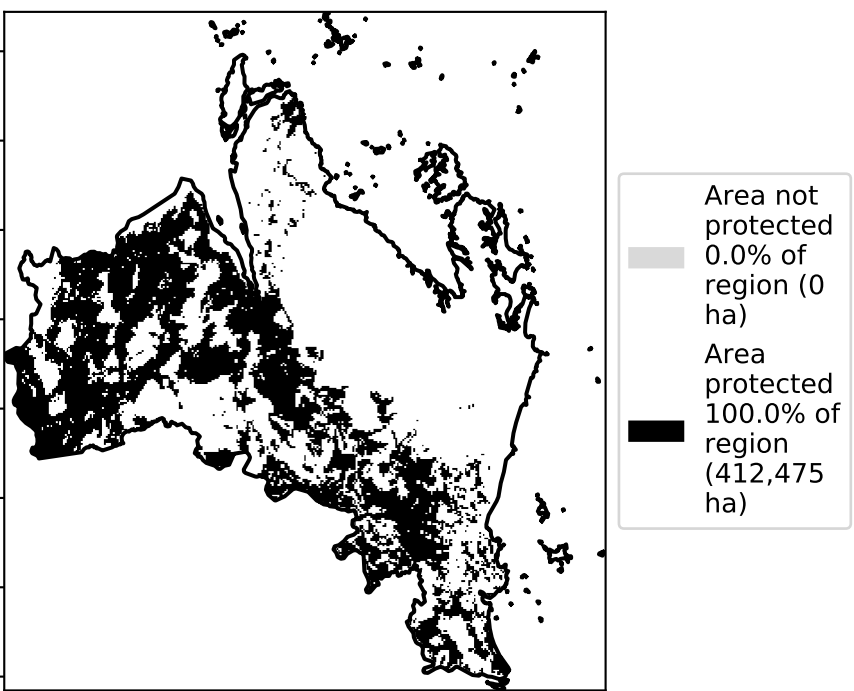 Area not
protected
0.0% of
region (0
ha)
Area
protected
100.0% of
region
(412,475
ha)